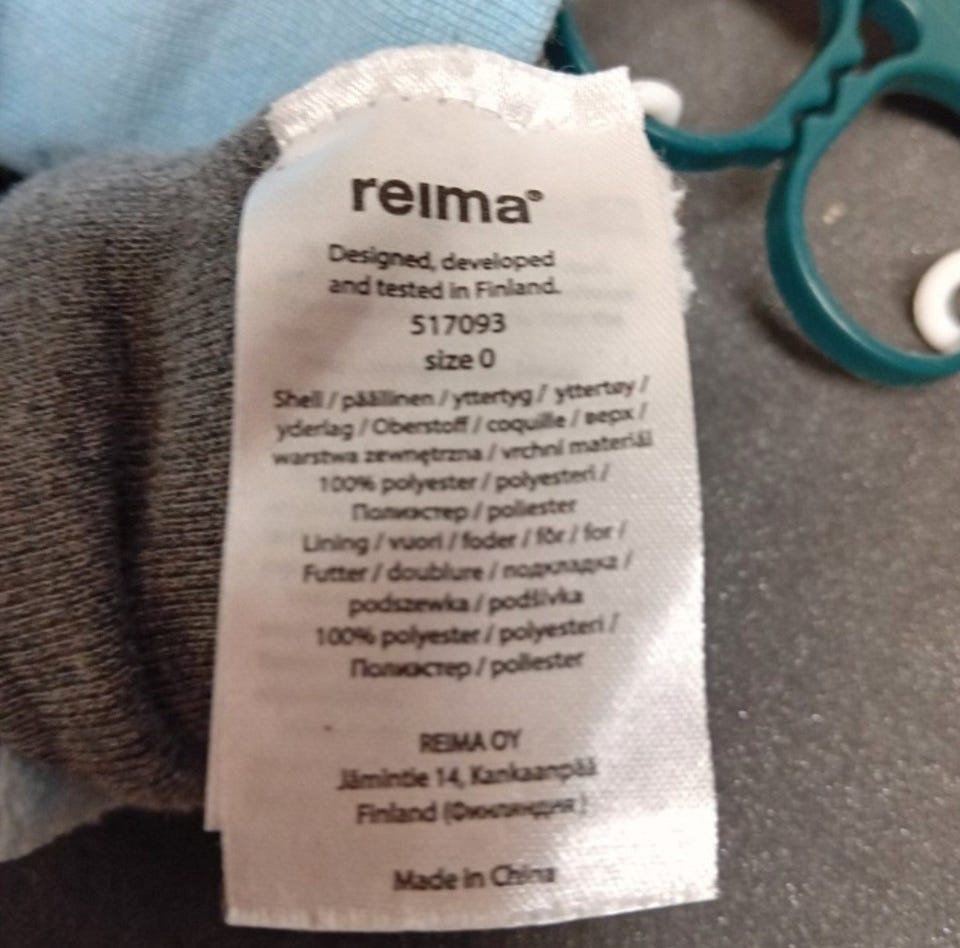 reima®
Designed, developed
and tested in Finland.
517093
size 0
Shell / päällinen / yttertyg / yttertøy /
yderlag / Oberstoff / coquille / верх /
warstwa zewnętrzna / vrchní materiál
100% polyester / polyesteri /
Полиэстер / poliester
Lining / vuori / foder / fôr / for /
Futter / doublure / подкладка /
podszewka / podšívka
100% polyester / polyesteri /
Полиэстер / poliester
REIMA OY
Jämintie 14, Kankaanpää
Finland (Финляндия)
Made in China